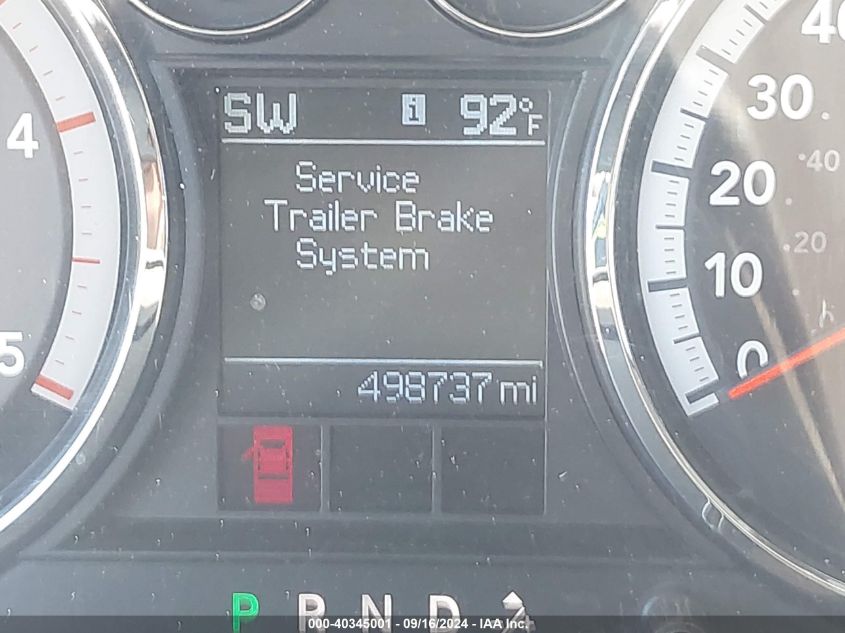 SW i 92°F
Service
Trailer Brake
System
498737 mi
4
5
40
30
20
10
0
40
20
P R N D
000-40345001 - 09/16/2024 - IAA Inc.